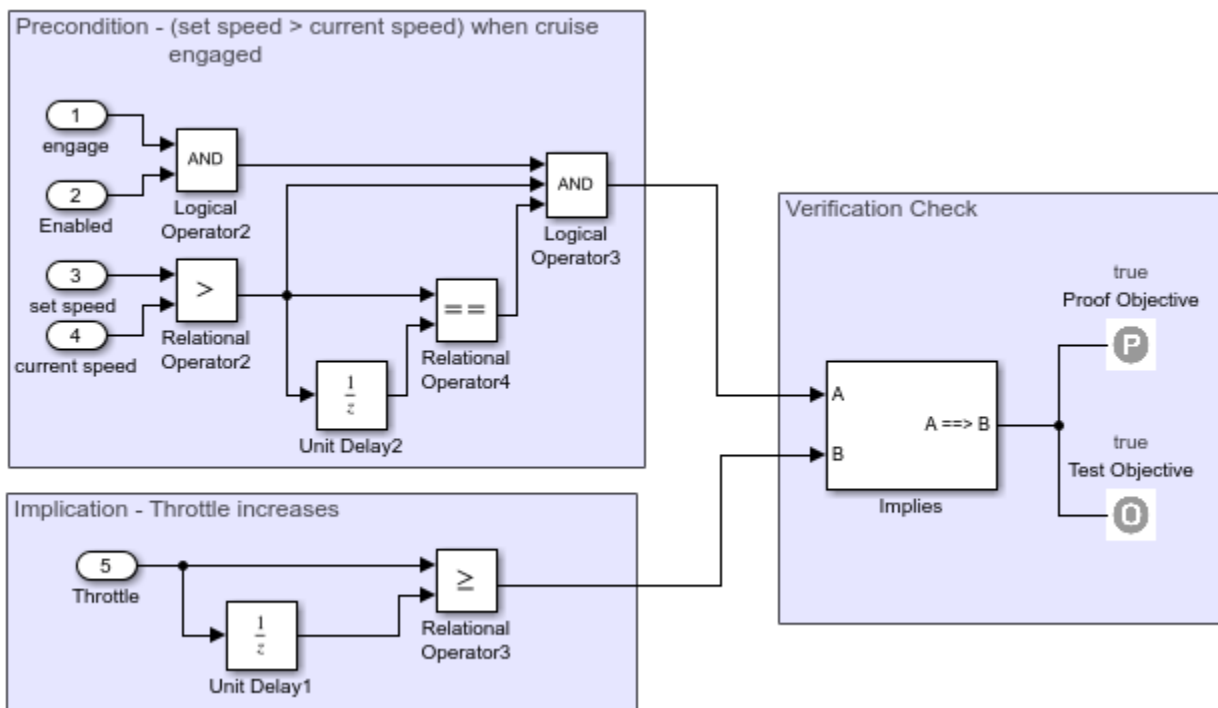 Precondition - (set speed > current speed) when cruise
engaged
1
engage
AND
2
Enabled
Logical
Operator2
AND
Logical
Operator3
3
set speed
>
4
current speed
Relational
Operator2
==
Relational
Operator4
1
z
Unit Delay2
Implication - Throttle increases
5
Throttle
≥
Relational
Operator3
1
z
Unit Delay1
Verification Check
true
Proof Objective
P
A
A ==> B
B
Implies
true
Test Objective
O